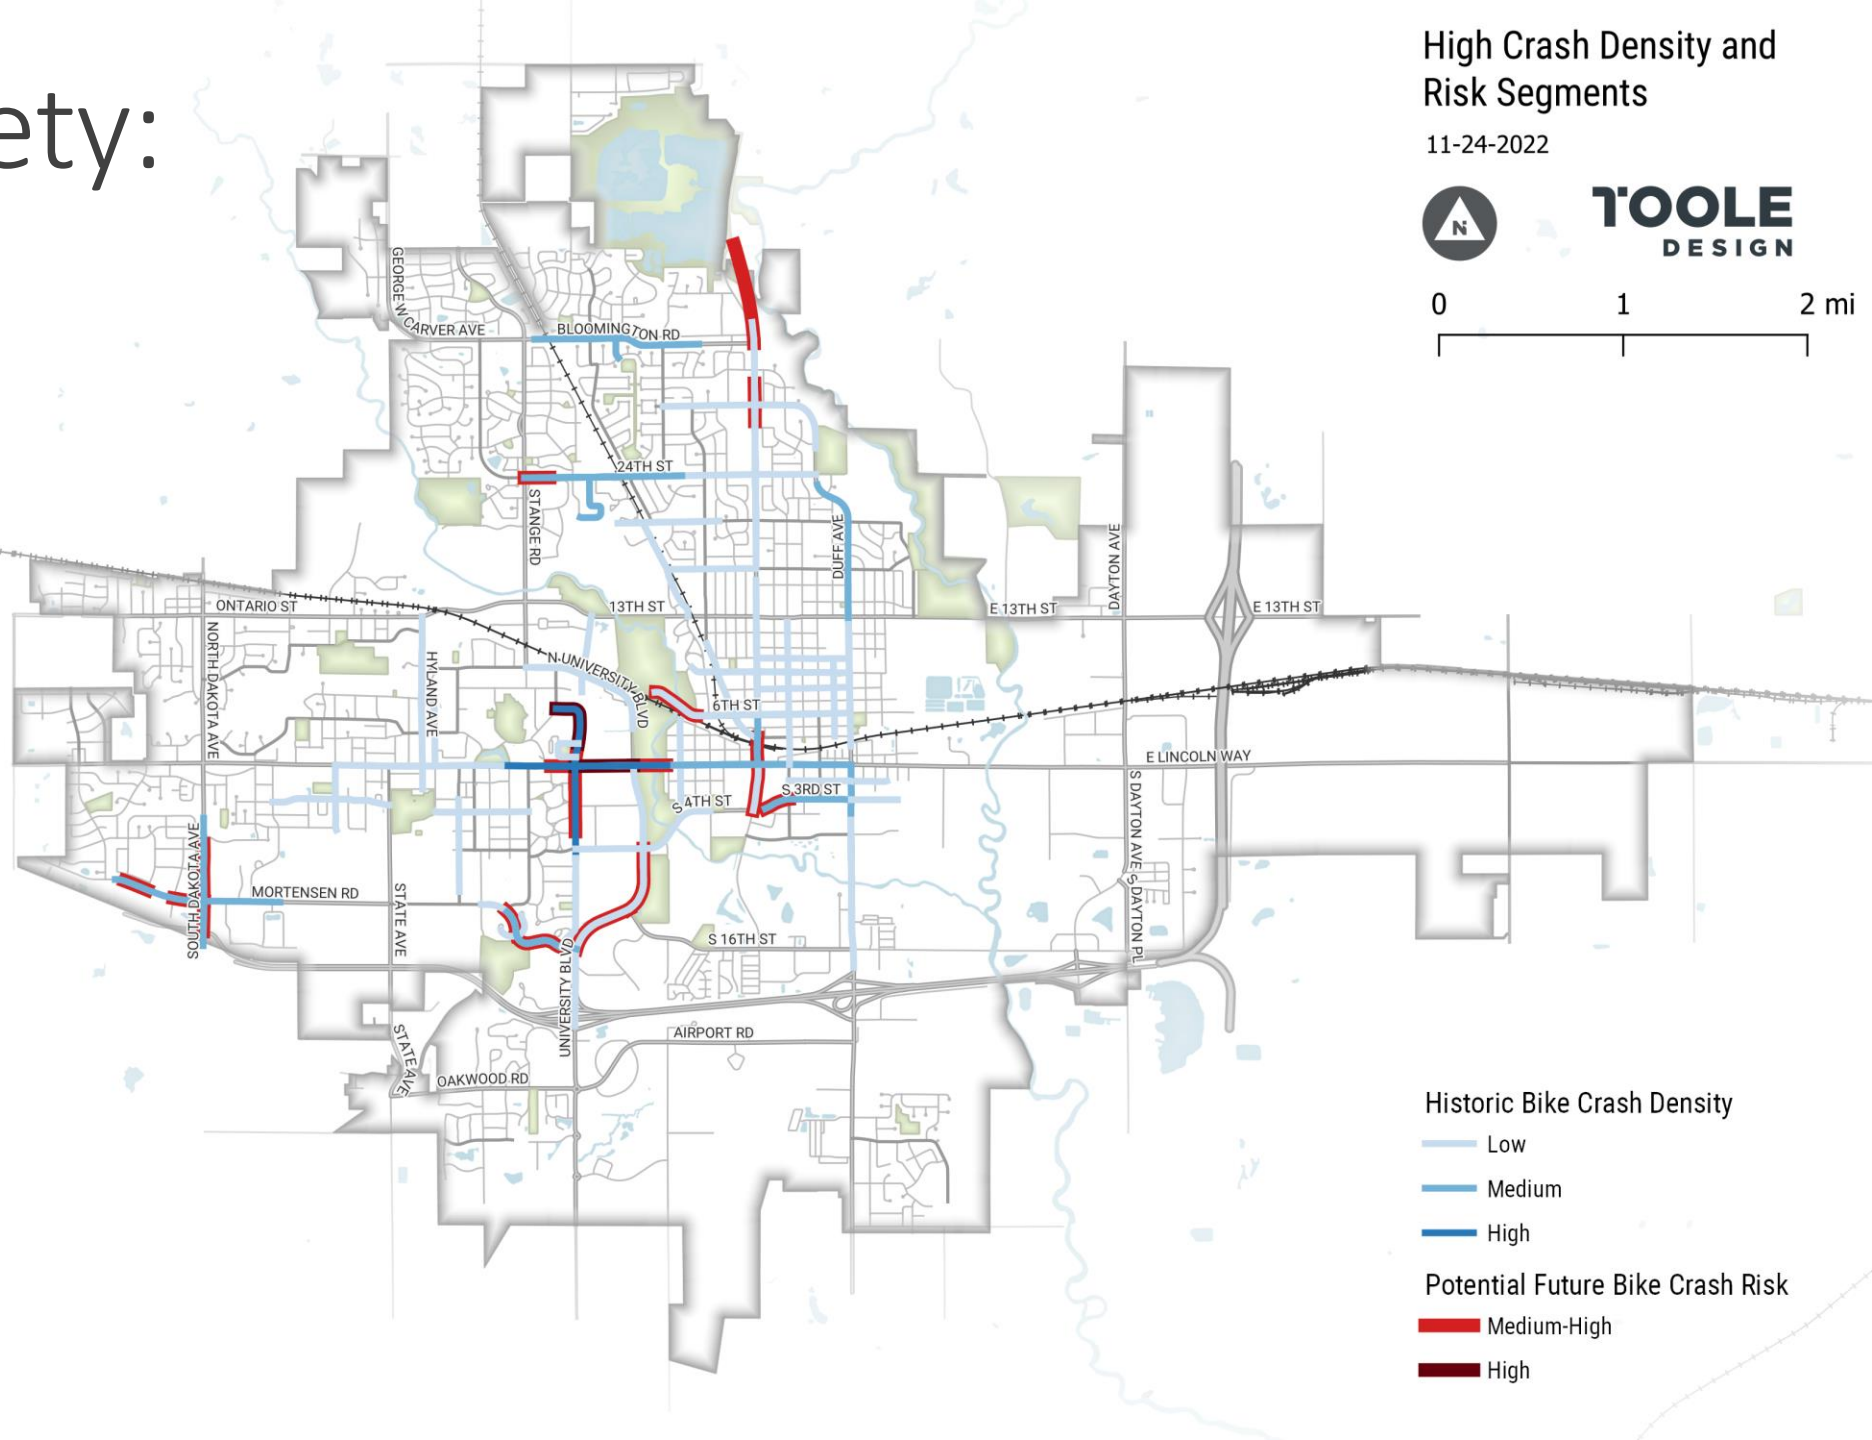 ety:
High Crash Density and
Risk Segments
11-24-2022
N
TOOLE
DESIGN
0 1 2 mi
GEORGE W CARVER AVE
BLOOMINGTON RD
24TH ST
STANGE RD
DUFF AVE
DAYTON AVE
ONTARIO ST
13TH ST
E 13TH ST
E 13TH ST
NORTH DAKOTA AVE
HYLAND AVE
N UNIVERSITY BLVD
6TH ST
E LINCOLN WAY
S 4TH ST
S 3RD ST
S DAYTON AVE
S DAYTON PL
SOUTH DAKOTA AVE
MORTENSEN RD
STATE AVE
S 16TH ST
UNIVERSITY BLVD
AIRPORT RD
STATE AVE
OAKWOOD RD
Historic Bike Crash Density
Low
Medium
High
Potential Future Bike Crash Risk
Medium-High
High